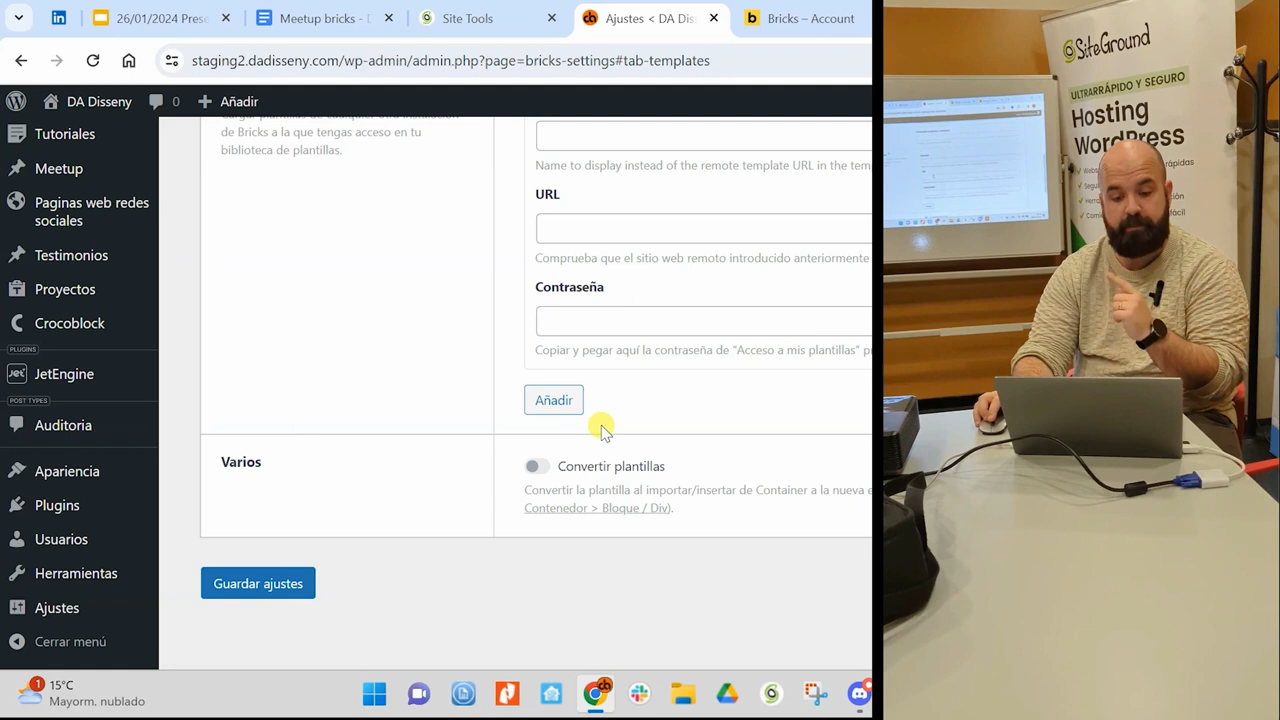 26/01/2024 Prese
Meetup bricks - D
Site Tools
Ajustes < DA Dis
Bricks – Account
staging2.dadisseny.com/wp-admin/admin.php?page=bricks-settings#tab-templates
DA Disseny
0
Añadir
Tutoriales
Meetup
Paginas web redes
sociales
Testimonios
Proyectos
Crocoblock
PLUGINS
Jet
JetEngine
POST TYPES
Auditoria
Apariencia
Plugins
Usuarios
Herramientas
Ajustes
Cerrar menú
de Bricks a la que tengas acceso en tu
biblioteca de plantillas.
Name to display instead of the remote template URL in the tem
URL
Comprueba que el sitio web remoto introducido anteriormente
Contraseña
Copiar y pegar aquí la contraseña de “Acceso a mis plantillas” p
Añadir
Varios
Convertir plantillas
Convertir la plantilla al importar/insertar de Container a la nueva e
Contenedor > Bloque / Div).
Guardar ajustes
1
15°C
Mayorm. nublado
SiteGround
ULTRARRÁPIDO Y SEGURO
Hosting
WordPress